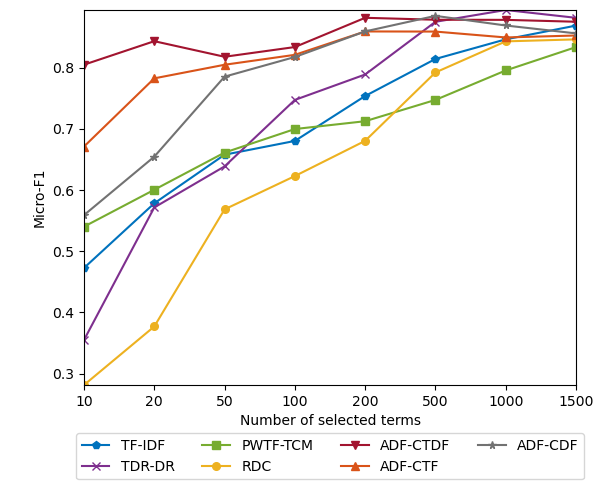 0.8
0.7
0.6
0.5
0.4
0.3
Micro-F1
10 20 50 100 200 500 1000 1500
Number of selected terms
TF-IDF PWTF-TCM ADF-CTDF ADF-CDF
TDR-DR RDC ADF-CTF